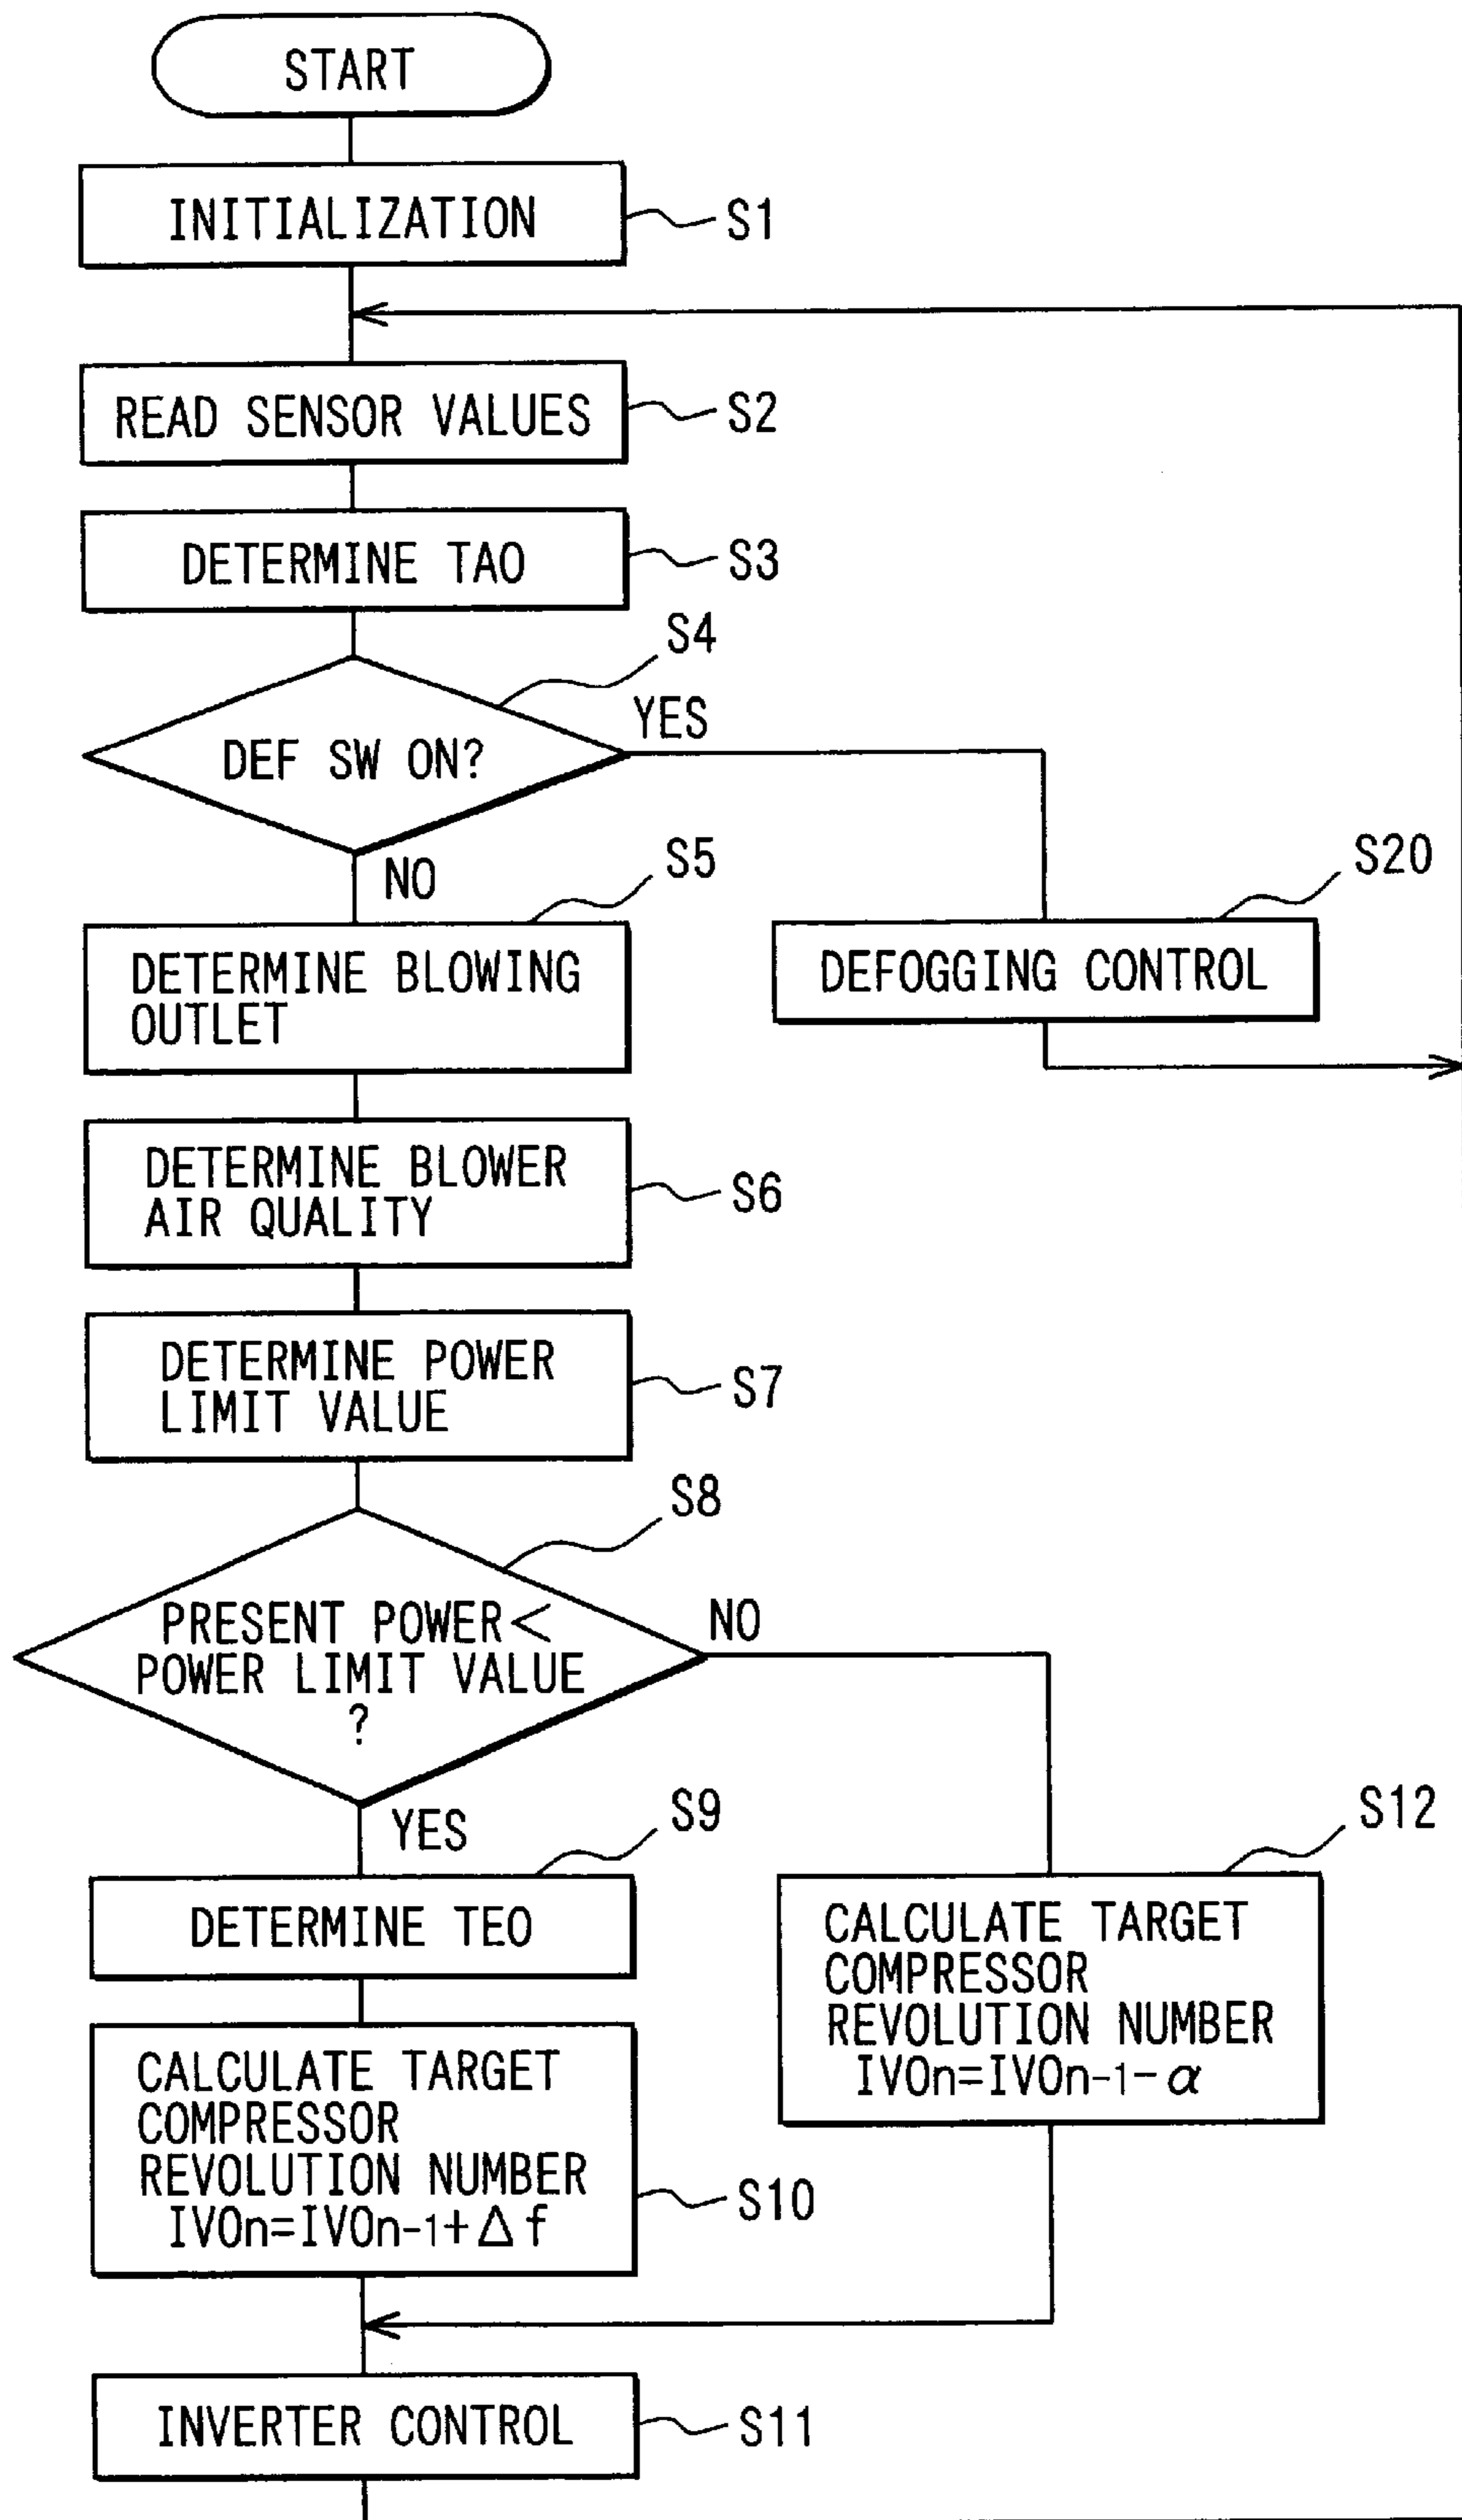 START
INITIALIZATION
S1
READ SENSOR VALUES
S2
DETERMINE TAO
S3
S4
DEF SW ON?
YES
NO
S5
DETERMINE BLOWING
OUTLET
S20
DEFOGGING CONTROL
DETERMINE BLOWER
AIR QUALITY
S6
DETERMINE POWER
LIMIT VALUE
S7
S8
PRESENT POWER<
POWER LIMIT VALUE
?
NO
YES
S9
DETERMINE TEO
S12
CALCULATE TARGET
COMPRESSOR
REVOLUTION NUMBER
IVOn=IVOn-1-α
CALCULATE TARGET
COMPRESSOR
REVOLUTION NUMBER
IVOn=IVOn-1+Δf
S10
INVERTER CONTROL
S11